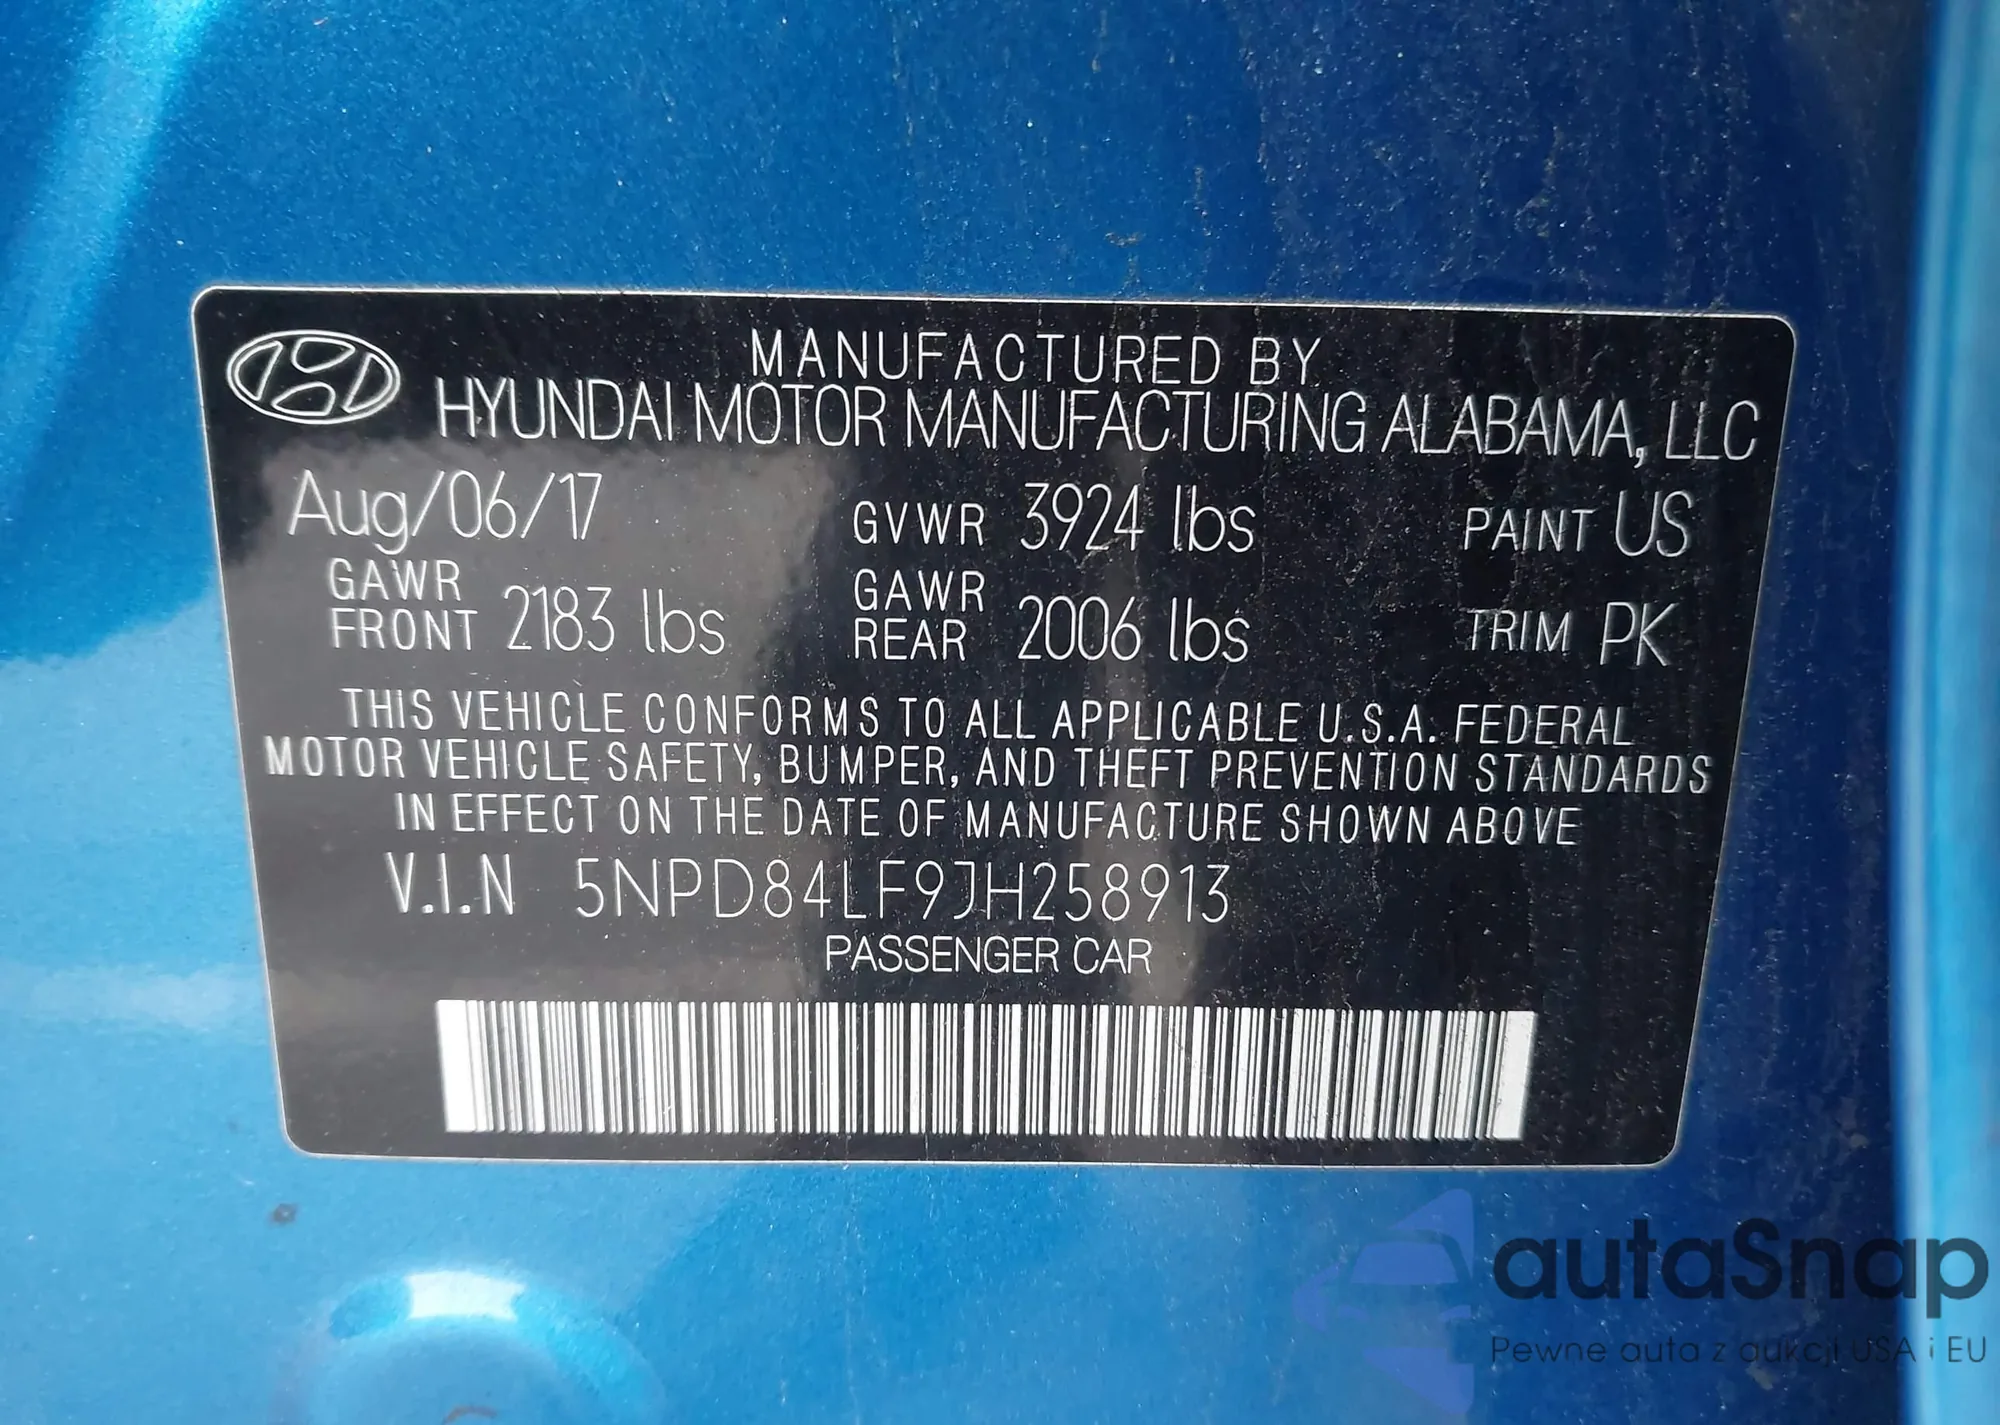 MANUFACTURED BY
HYUNDAI MOTOR MANUFACTURING ALABAMA, LLC
Aug/06/17 GVWR 3924 lbs PAINT US
GAWR FRONT 2183 lbs GAWR REAR 2006 lbs TRIM PK
THIS VEHICLE CONFORMS TO ALL APPLICABLE U.S.A. FEDERAL
MOTOR VEHICLE SAFETY, BUMPER, AND THEFT PREVENTION STANDARDS
IN EFFECT ON THE DATE OF MANUFACTURE SHOWN ABOVE
V.I.N 5NPD84LF9JH258913
PASSENGER CAR
autaSnap
Pewne auta z aukcji USA i EU